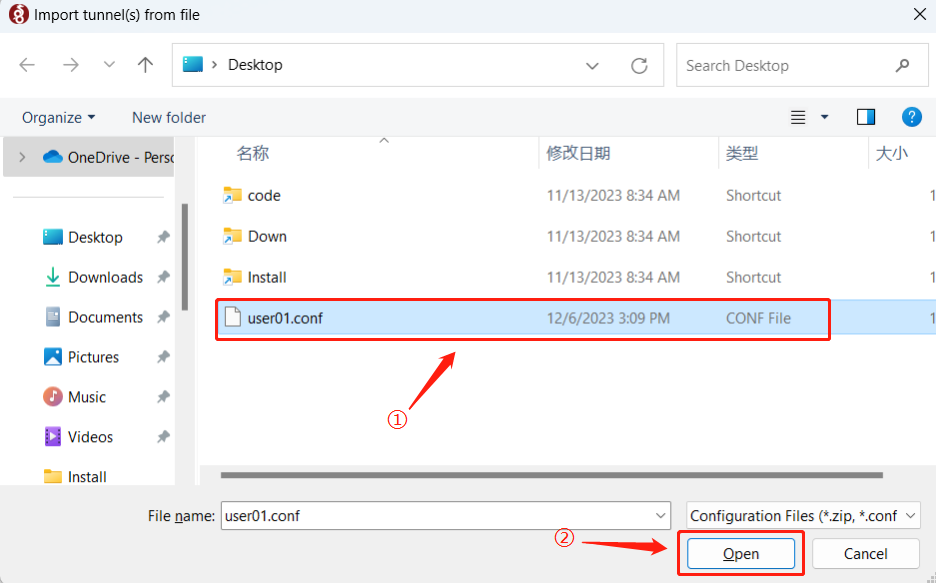 Import tunnel(s) from file
Desktop
Search Desktop
Organize
New folder
OneDrive - Perso
名称
修改日期
类型
大小
code
11/13/2023 8:34 AM
Shortcut
1
Down
11/13/2023 8:34 AM
Shortcut
1
Install
11/13/2023 8:34 AM
Shortcut
1
user01.conf
12/6/2023 3:09 PM
CONF File
1
Desktop
Downloads
Documents
Pictures
Music
Videos
Install
①
File name:
user01.conf
Configuration Files (*.zip, *.conf
②
Open
Cancel